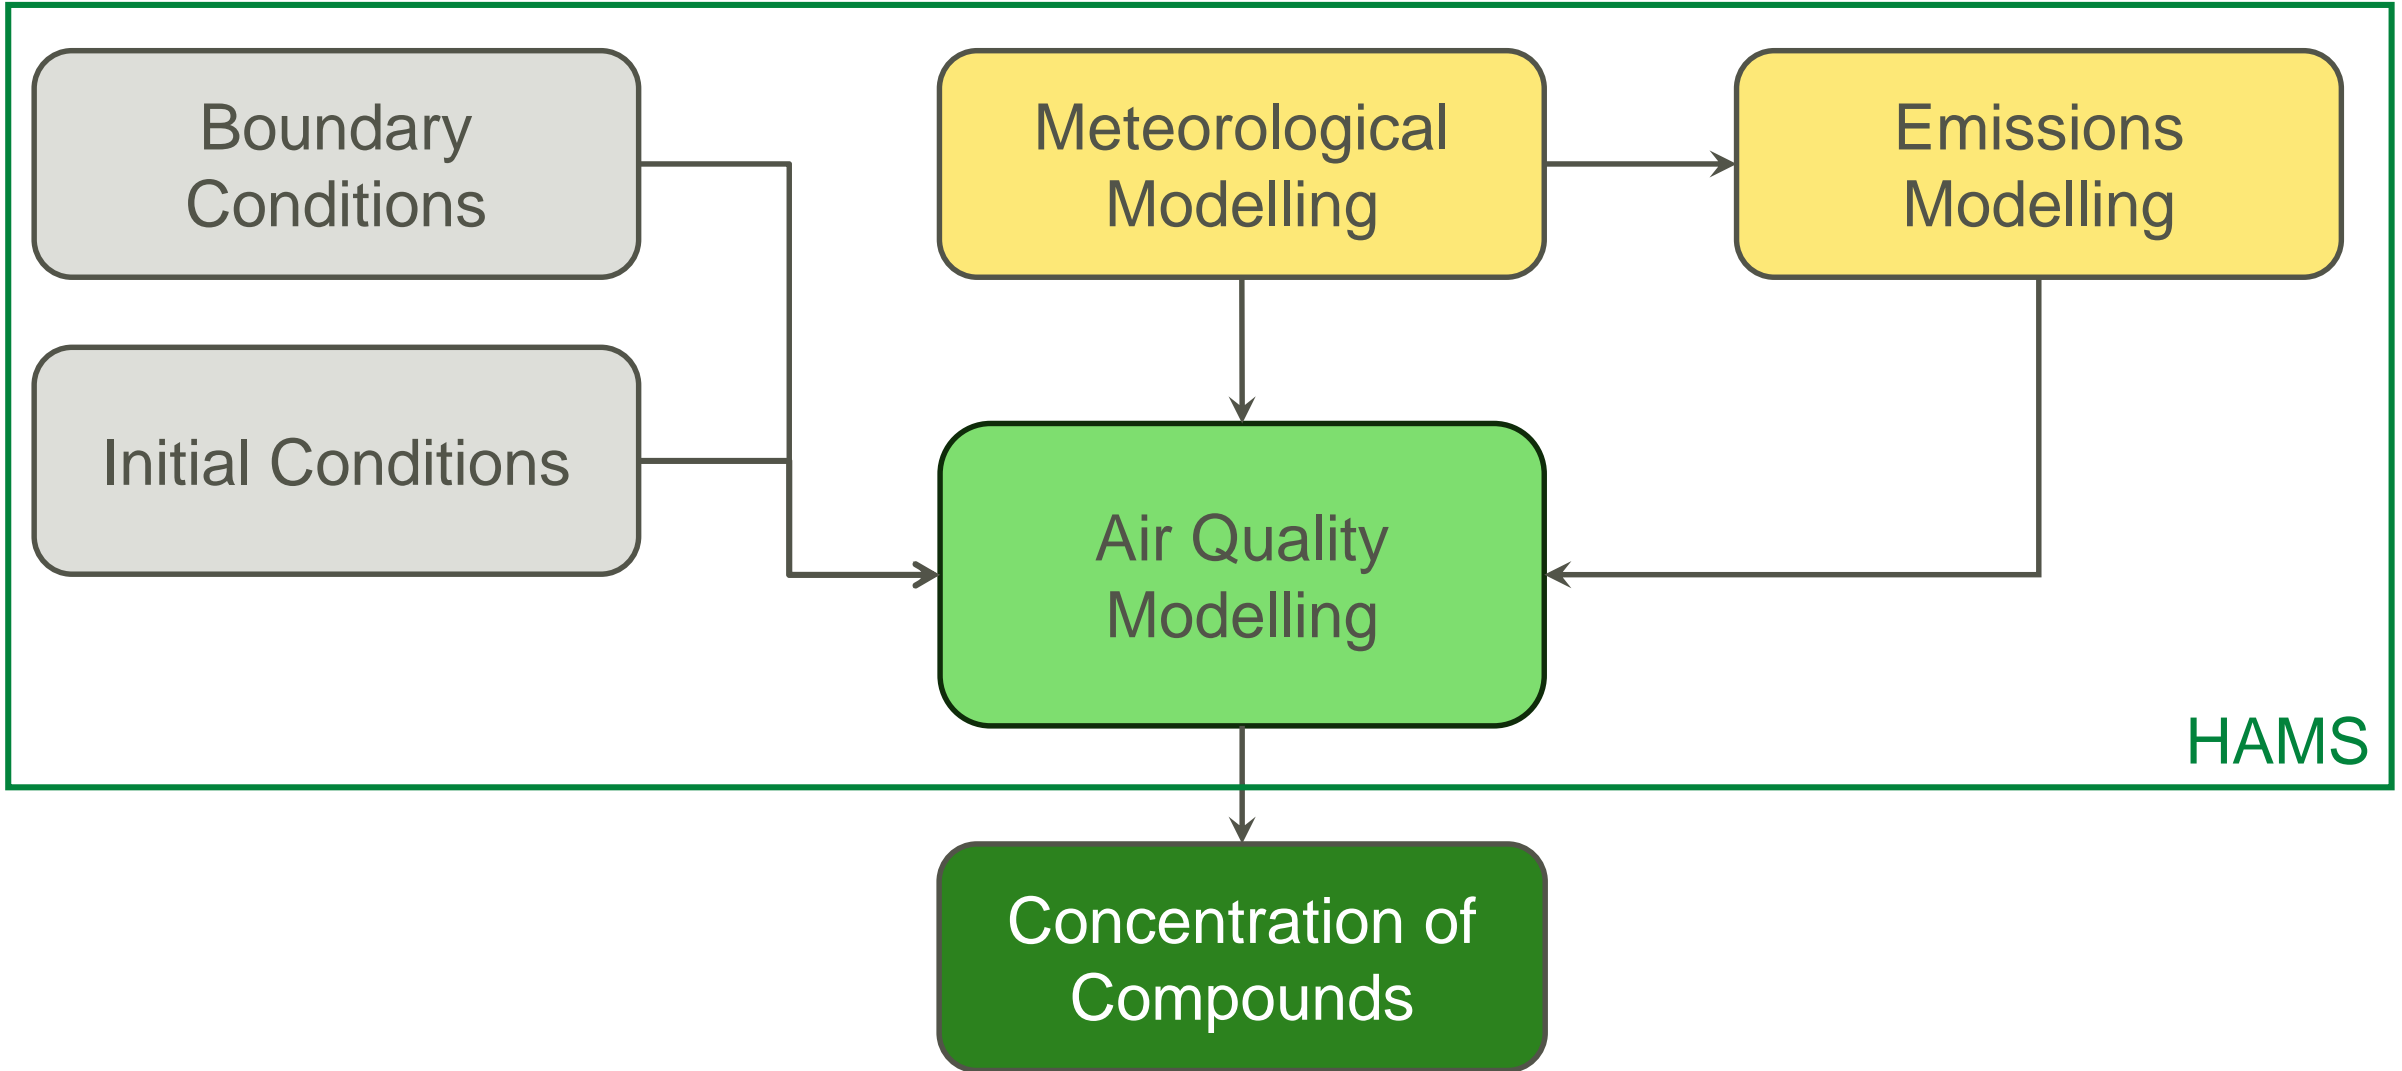 Boundary
Conditions
Meteorological
Modelling
Emissions
Modelling
Initial Conditions
Air Quality
Modelling
HAMS
Concentration of
Compounds